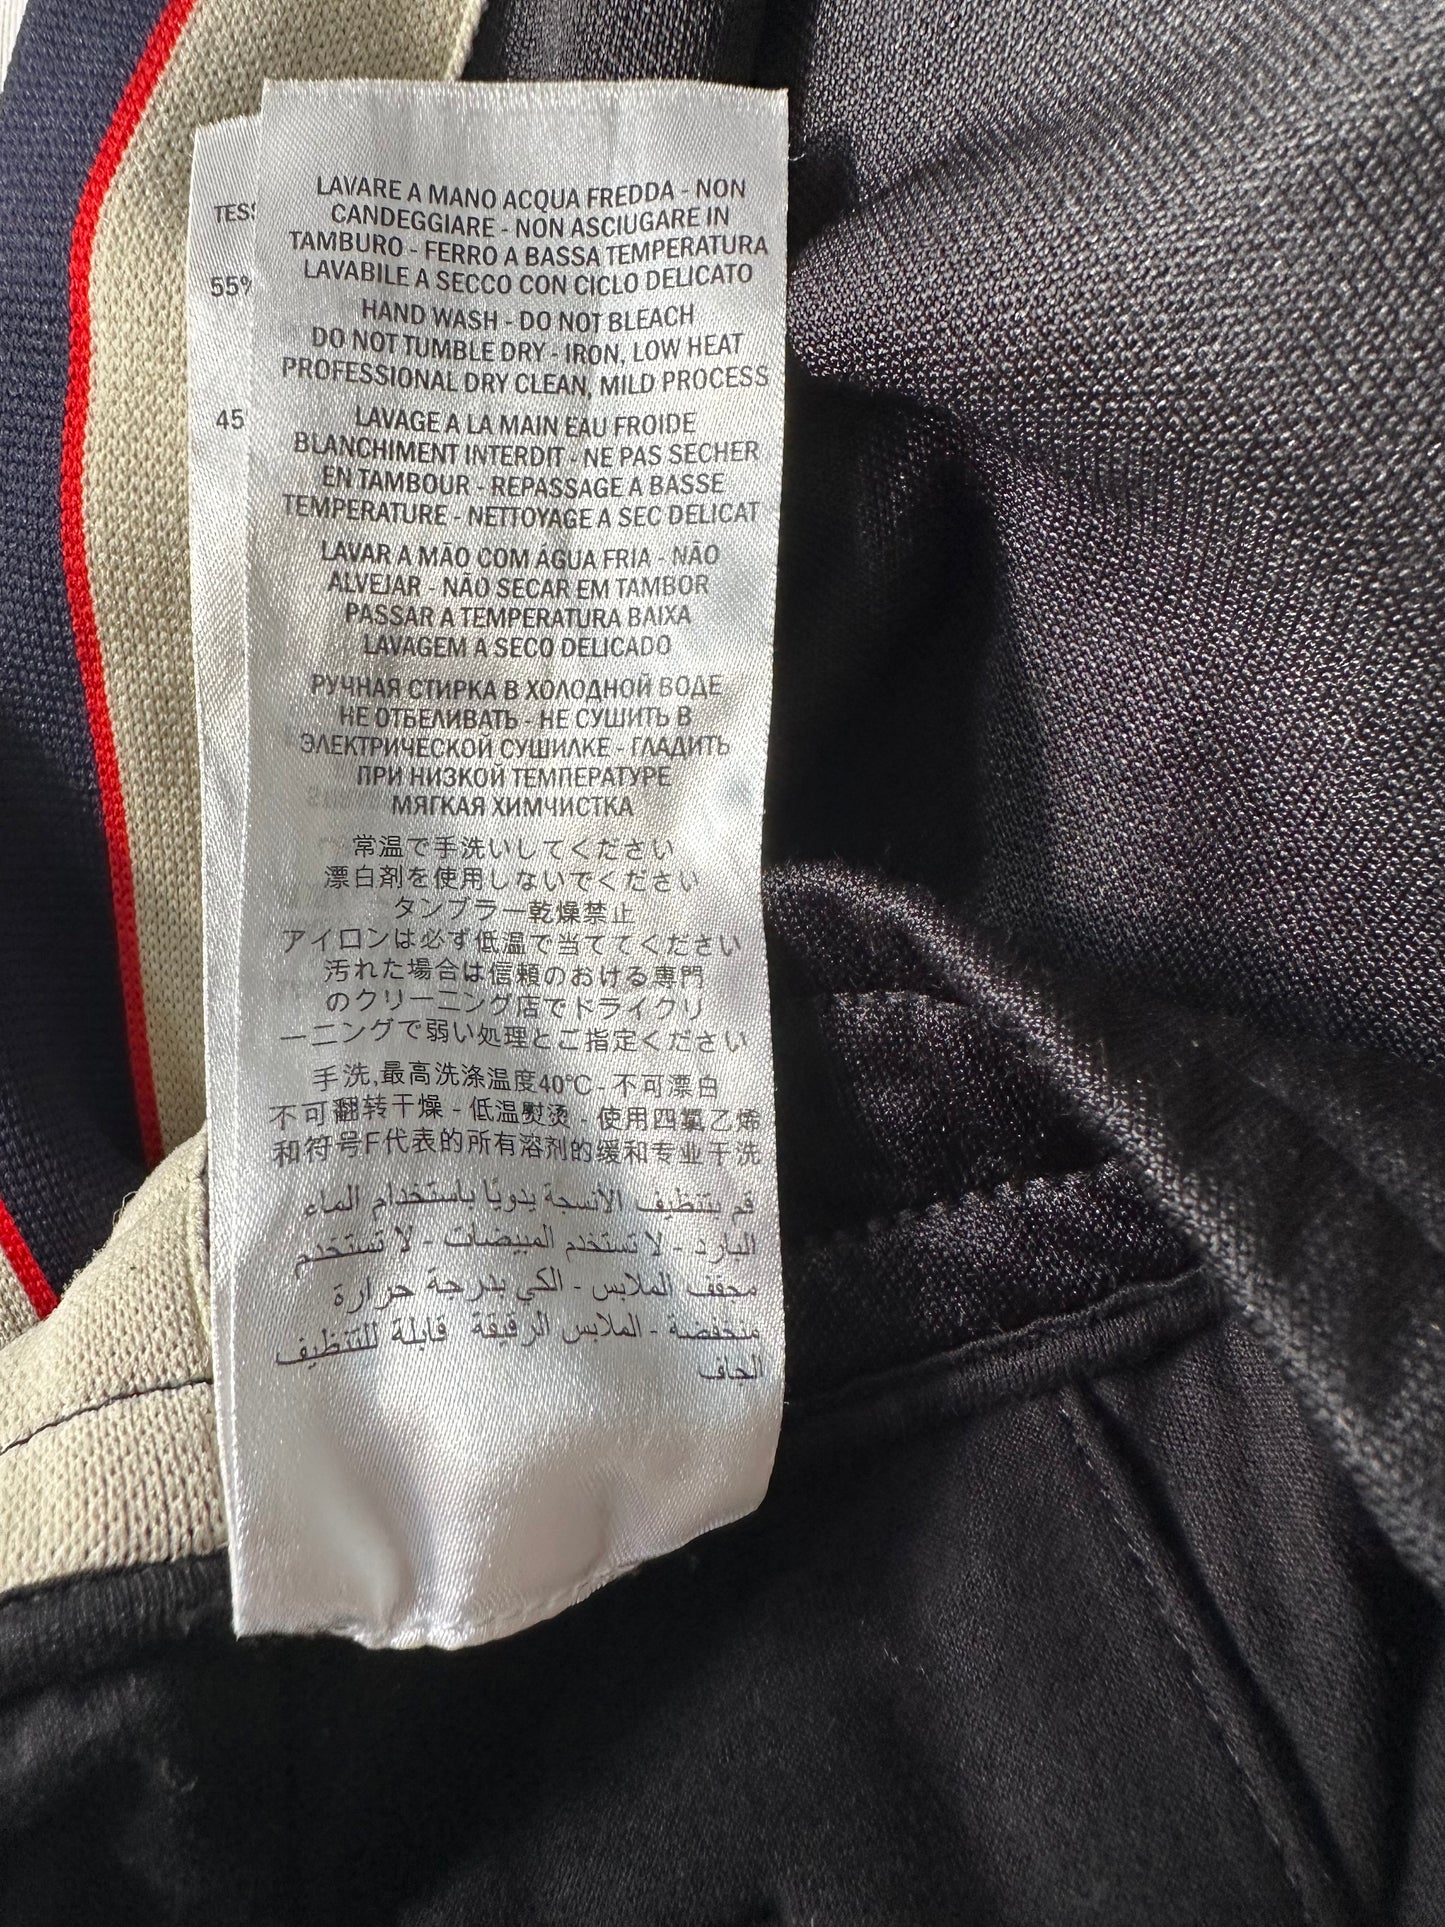 TESS
55%
45
LAVARE A MANO ACQUA FREDDA - NON
CANDEGGIARE - NON ASCIUGARE IN
TAMBURO - FERRO A BASSA TEMPERATURA
LAVABILE A SECCO CON CICLO DELICATO
HAND WASH - DO NOT BLEACH
DO NOT TUMBLE DRY - IRON, LOW HEAT
PROFESSIONAL DRY CLEAN, MILD PROCESS
LAVAGE A LA MAIN EAU FROIDE
BLANCHIMENT INTERDIT - NE PAS SECHER
EN TAMBOUR - REPASSAGE A BASSE
TEMPERATURE - NETTOYAGE A SEC DELICAT
LAVAR A MÃO COM ÁGUA FRIA - NÃO
ALVEJAR - NÃO SECAR EM TAMBOR
PASSAR A TEMPERATURA BAIXA
LAVAGEM A SECO DELICADO
РУЧНАЯ СТИРКА В ХОЛОДНОЙ ВОДЕ
НЕ ОТБЕЛИВАТЬ - НЕ СУШИТЬ В
ЭЛЕКТРИЧЕСКОЙ СУШИЛКЕ - ГЛАДИТЬ
ПРИ НИЗКОЙ ТЕМПЕРАТУРЕ
МЯГКАЯ ХИМЧИСТКА
常温で手洗いしてください
漂白剤を使用しないでください
タンブラー乾燥禁止
アイロンは必ず低温で当ててください
汚れた場合は信頼のおける専門
のクリーニング店でドライクリ
ーニングで弱い処理とご指定ください
手洗,最高洗涤温度40℃ - 不可漂白
不可翻转干燥 - 低温熨烫 - 使用四氯乙烯
和符号F代表的所有溶剂的缓和专业干洗
قم بتنظيف الأنسجة يدويًا باستخدام الماء
البارد - لا تستخدم المبيضات - لا تستخدم
مجفف الملابس - الكي بدرجة حرارة
منخفضة - الملابس الرقيقة قابلة للتنظيف
الجاف